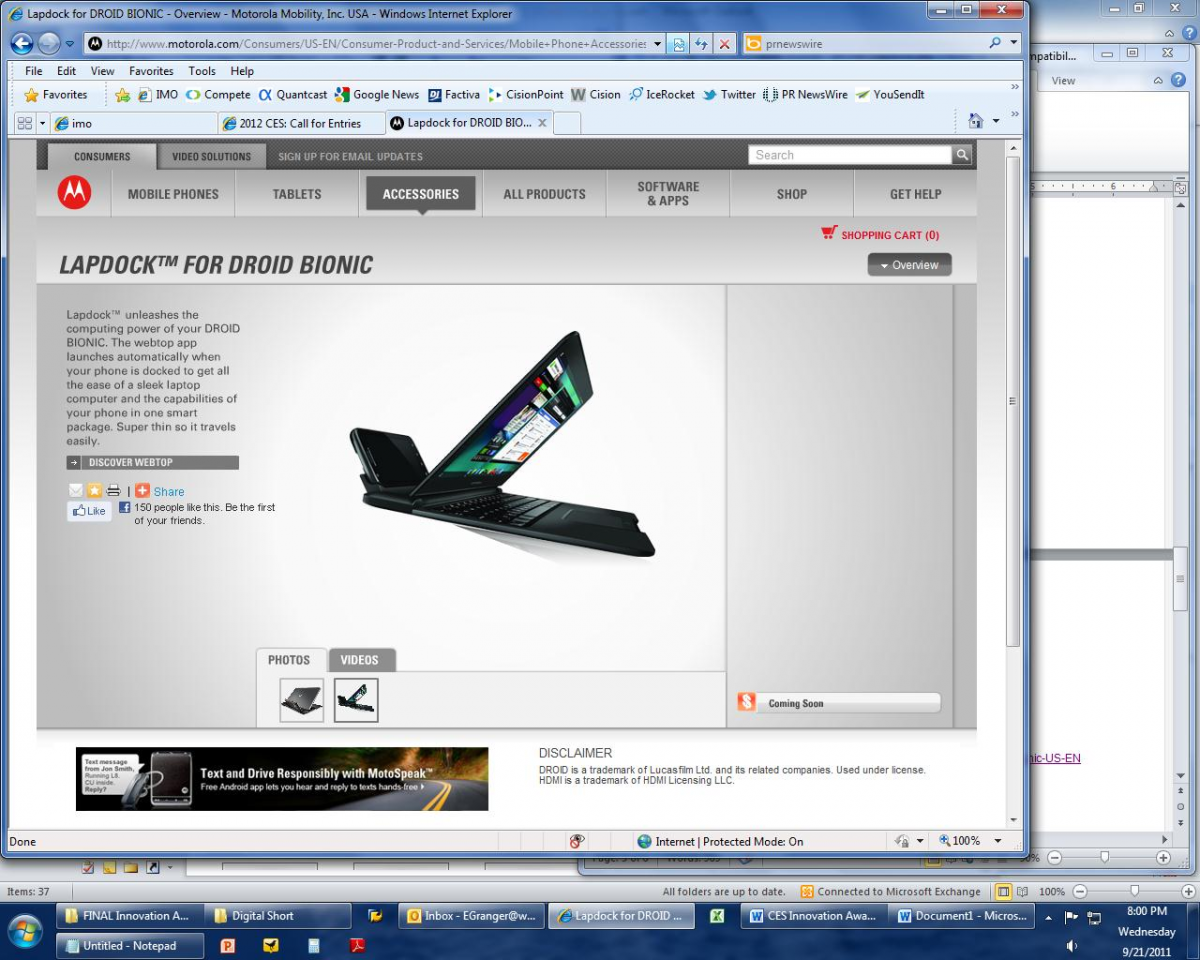 Lapdock for DROID BIONIC - Overview - Motorola Mobility, Inc. USA - Windows Internet Explorer
http://www.motorola.com/Consumers/US-EN/Consumer-Product-and-Services/Mobile+Phone+Accessories
prnewswire
File Edit View Favorites Tools Help
Favorites IMO Compete Quantcast Google News Factiva CisionPoint Cision IceRocket Twitter PR NewsWire YouSendIt
imo 2012 CES: Call for Entries Lapdock for DROID BIO...
mpatibil...
View
CONSUMERS VIDEO SOLUTIONS SIGN UP FOR EMAIL UPDATES Search
MOBILE PHONES TABLETS ACCESSORIES ALL PRODUCTS SOFTWARE & APPS SHOP GET HELP
6
SHOPPING CART (0)
LAPDOCK™ FOR DROID BIONIC
Overview
Lapdock™ unleashes the
computing power of your DROID
BIONIC. The webtop app
launches automatically when
your phone is docked to get all
the ease of a sleek laptop
computer and the capabilities of
your phone in one smart
package. Super thin so it travels
easily.
DISCOVER WEBTOP
| Share
Like 150 people like this. Be the first
of your friends.
PHOTOS VIDEOS
Coming Soon
Text message
from Jon Smith,
Running L8.
CU inside.
Reply?
Text and Drive Responsibly with MotoSpeak™
Free Android app lets you hear and reply to texts hands-free
DISCLAIMER
DROID is a trademark of Lucasfilm Ltd. and its related companies. Used under license.
HDMI is a trademark of HDMI Licensing LLC.
nic-US-EN
Done Internet | Protected Mode: On 100%
Items: 37 All folders are up to date. Connected to Microsoft Exchange 100%
FINAL Innovation A... Digital Short Inbox - EGranger@w... Lapdock for DROID ... CES Innovation Awa... Document1 - Micros...
Untitled - Notepad
8:00 PM
Wednesday
9/21/2011